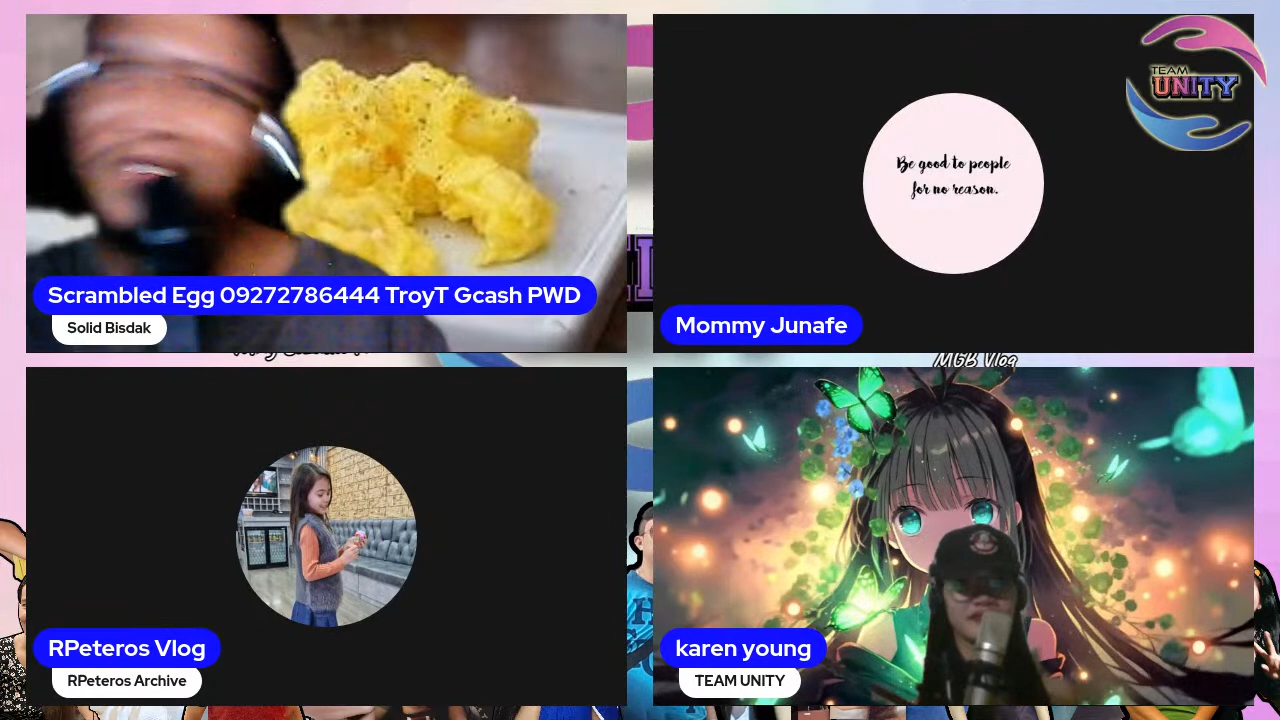 Scrambled Egg 09272786444 TroyT Gcash PWD
Solid Bisdak
TEAM
UNITY
Be good to people
for no reason.
Mommy Junafe
MGB Vlog
RPeteros Vlog
RPeteros Archive
karen young
TEAM UNITY